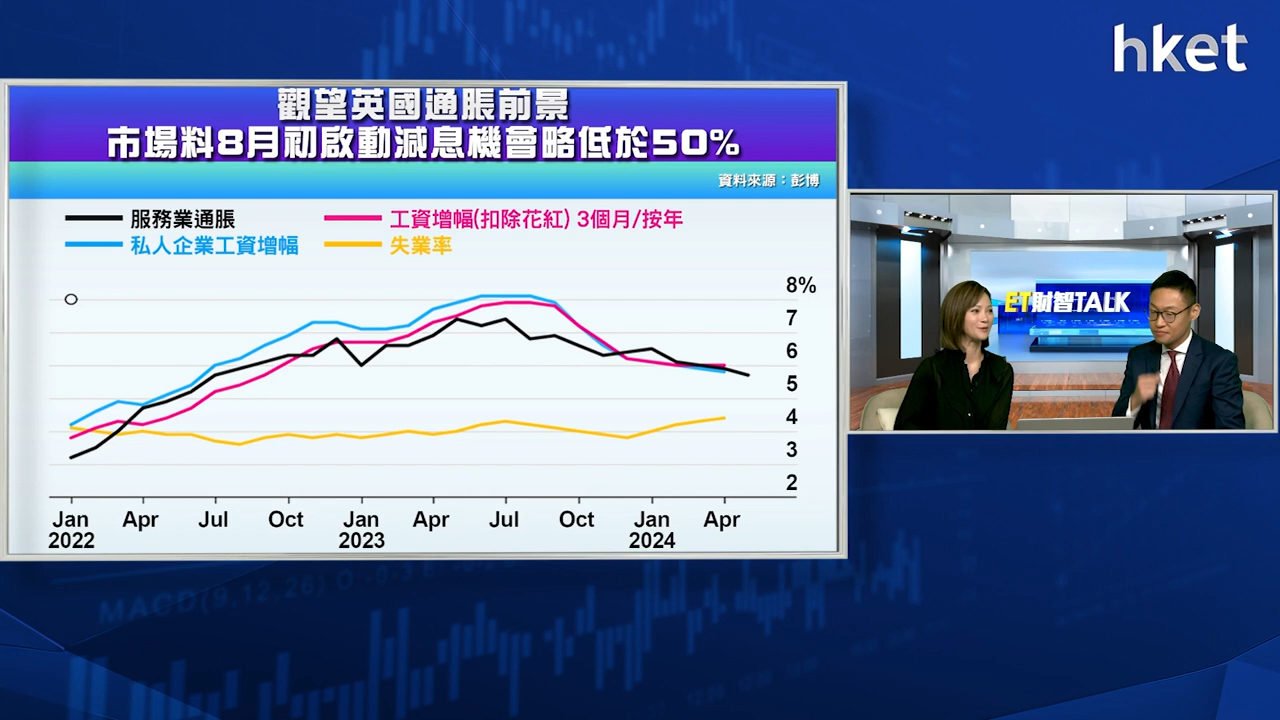 hket
觀望英國通脹前景
市場料8月初啟動減息機會略低於50%
資料來源：彭博
服務業通脹
工資增幅(扣除花紅) 3個月/按年
私人企業工資增幅
失業率
8%
7
6
5
4
3
2
Jan Apr Jul Oct Jan Apr Jul Oct Jan Apr
2022 2023 2024
ET財智TALK
MACD(9,12,26)